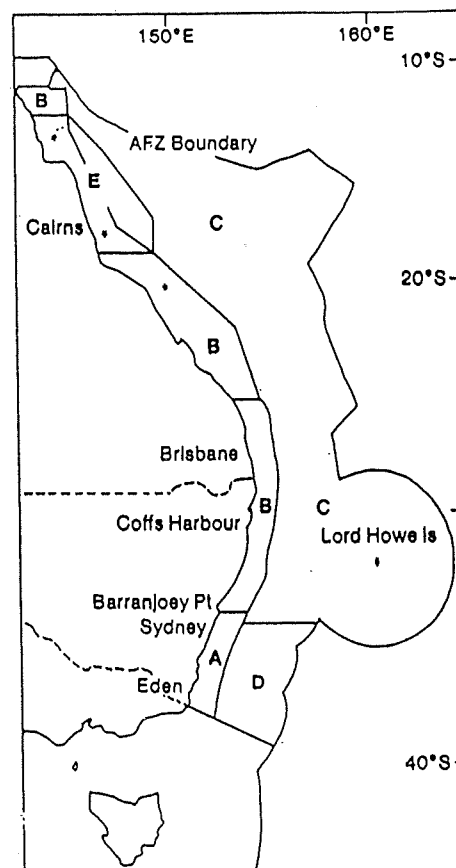 150°E
160°E
10°S
B
AFZ Boundary
E
C
Cairns
20°S
B
Brisbane
B
C
Coffs Harbour
Lord Howe Is
Barranjoey Pt
Sydney
A
Eden
D
40°S